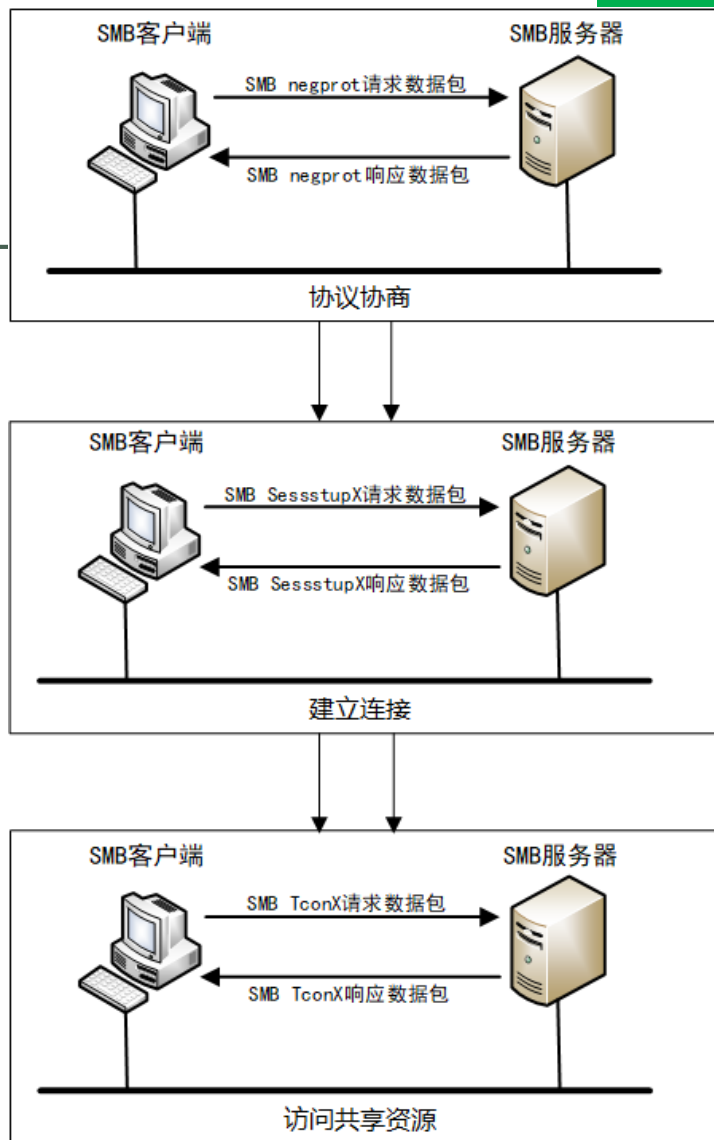 SMB客户端
SMB服务器
SMB negprot请求数据包
SMB negprot响应数据包
协议协商
SMB客户端
SMB服务器
SMB SessstupX请求数据包
SMB SessstupX响应数据包
建立连接
SMB客户端
SMB服务器
SMB TconX请求数据包
SMB TconX响应数据包
访问共享资源